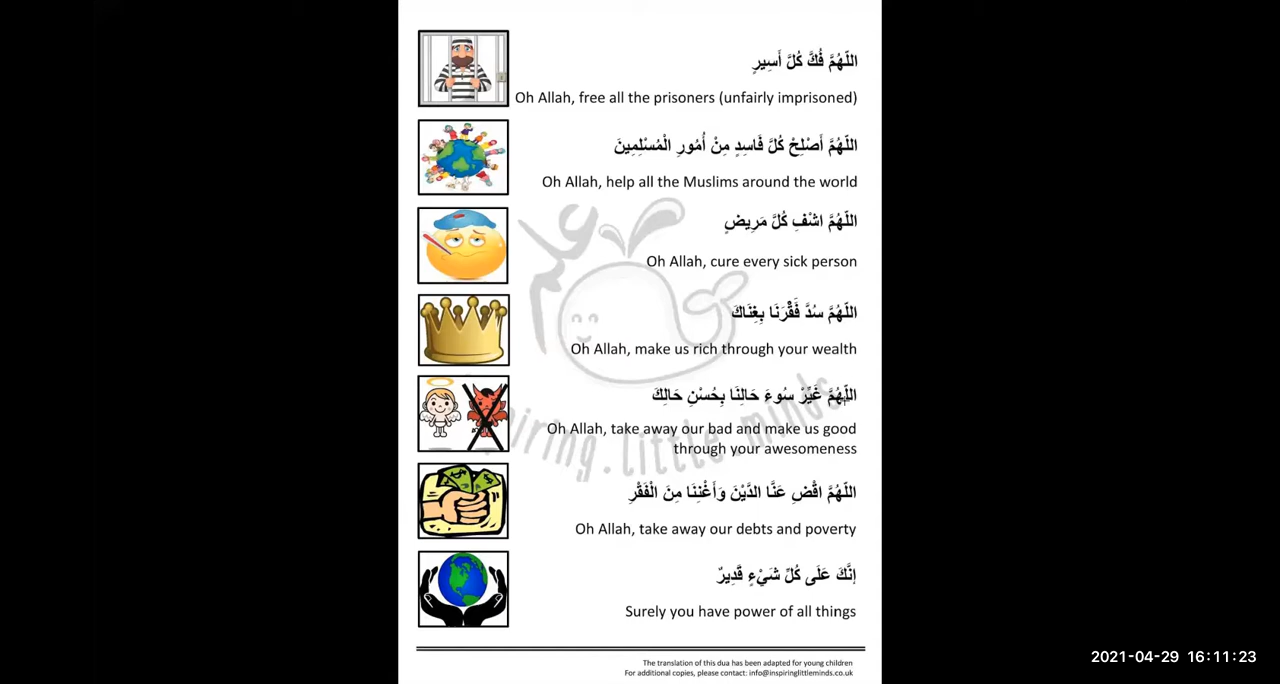 اللّٰهُمَّ فُكَّ كُلَّ أَسِيرٍ
Oh Allah, free all the prisoners (unfairly imprisoned)
اللّٰهُمَّ أَصْلِحْ كُلَّ فَاسِدٍ مِنْ أُمُورِ الْمُسْلِمِينَ
Oh Allah, help all the Muslims around the world
اللّٰهُمَّ اشْفِ كُلَّ مَرِيضٍ
Oh Allah, cure every sick person
اللّٰهُمَّ سُدَّ فَقْرَنَا بِغِنَاكَ
Oh Allah, make us rich through your wealth
اللّٰهُمَّ غَيِّرْ سُوءَ حَالِنَا بِحُسْنِ حَالِكَ
Oh Allah, take away our bad and make us good
through your awesomeness
اللّٰهُمَّ اقْضِ عَنَّا الدَّيْنَ وَأَغْنِنَا مِنَ الْفَقْرِ
Oh Allah, take away our debts and poverty
إِنَّكَ عَلَى كُلِّ شَيْءٍ قَدِيرٌ
Surely you have power of all things
علم
piring.little minds
The translation of this dua has been adapted for young children
For additional copies, please contact: info@inspiringlittleminds.co.uk
2021-04-29 16:11:23